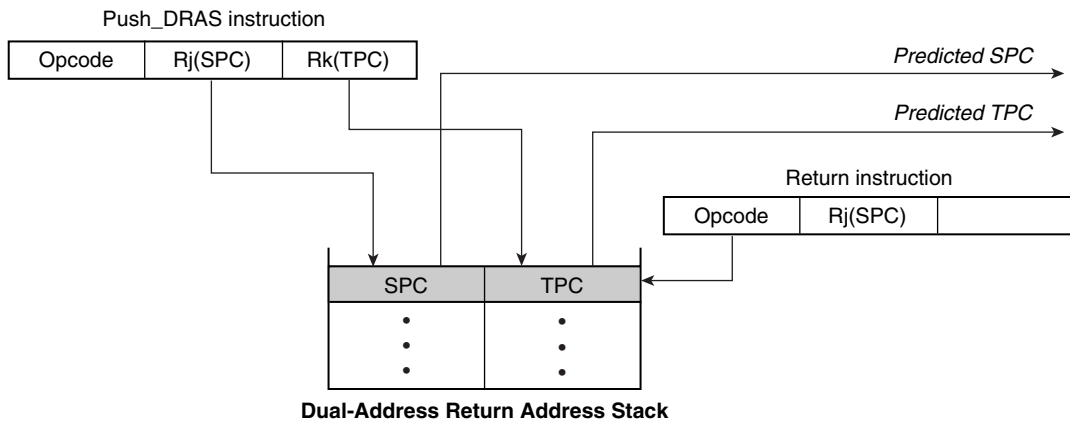 Push_DRAS instruction
Opcode Rj(SPC) Rk(TPC)
Predicted SPC
Predicted TPC
Return instruction
Opcode Rj(SPC)
SPC TPC
Dual-Address Return Address Stack